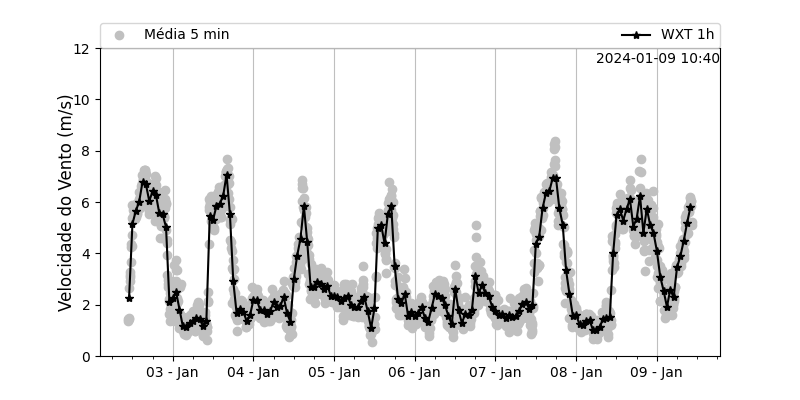 Média 5 min
WXT 1h
2024-01-09 10:40
Velocidade do Vento (m/s)
12
10
8
6
4
2
0
03 - Jan
04 - Jan
05 - Jan
06 - Jan
07 - Jan
08 - Jan
09 - Jan